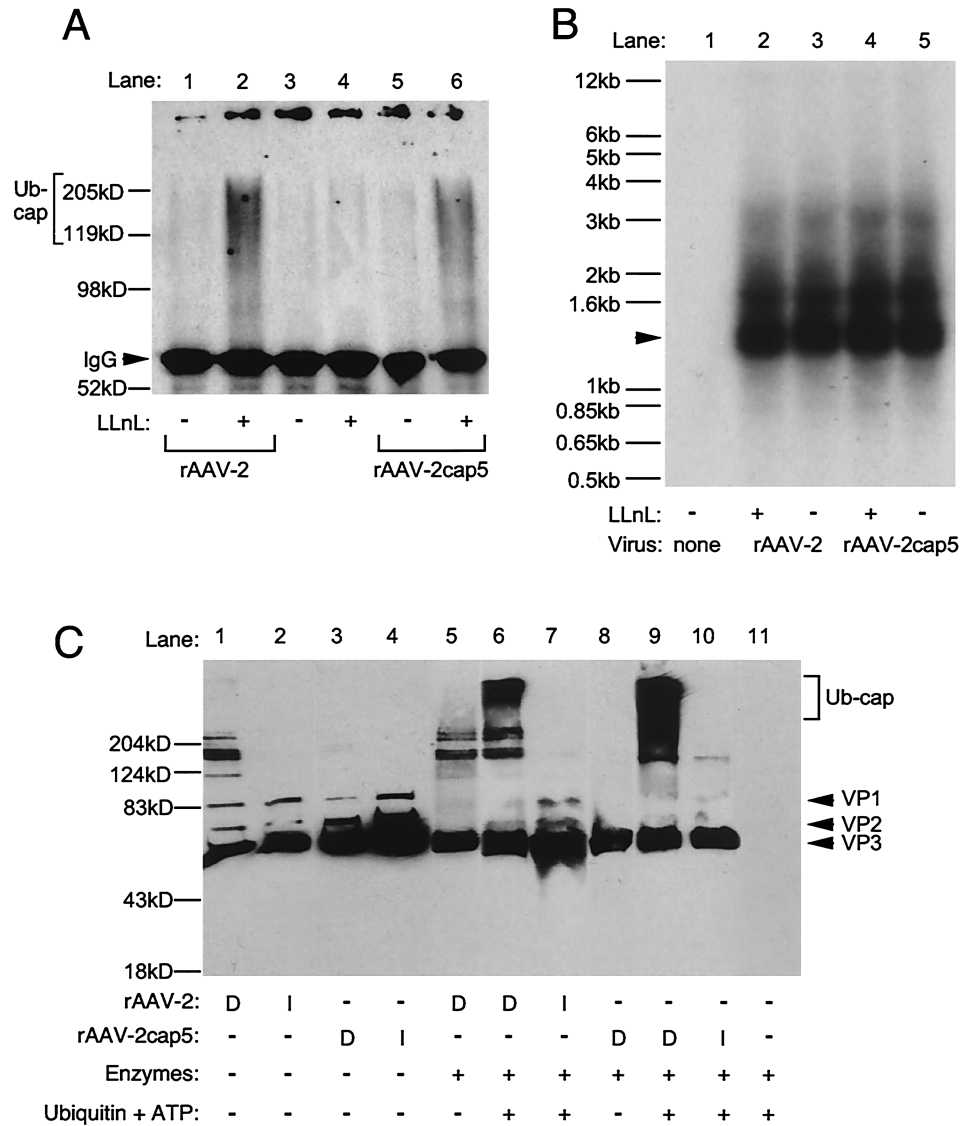 A
Lane: 1 2 3 4 5 6
Ub-cap
205kD
119kD
98kD
IgG
52kD
LLnL: - + - + - +
rAAV-2 rAAV-2cap5
B
Lane: 1 2 3 4 5
12kb
6kb
5kb
4kb
3kb
2kb
1.6kb
1kb
0.85kb
0.65kb
0.5kb
LLnL: - + - + -
Virus: none rAAV-2 rAAV-2cap5
C
Lane: 1 2 3 4 5 6 7 8 9 10 11
Ub-cap
204kD
124kD
83kD
VP1
VP2
VP3
43kD
18kD
rAAV-2: D I - - D D I - - - -
rAAV-2cap5: - - D I - - - D D I -
Enzymes: - - - - + + + + + + +
Ubiquitin + ATP: - - - - - + + - + + +